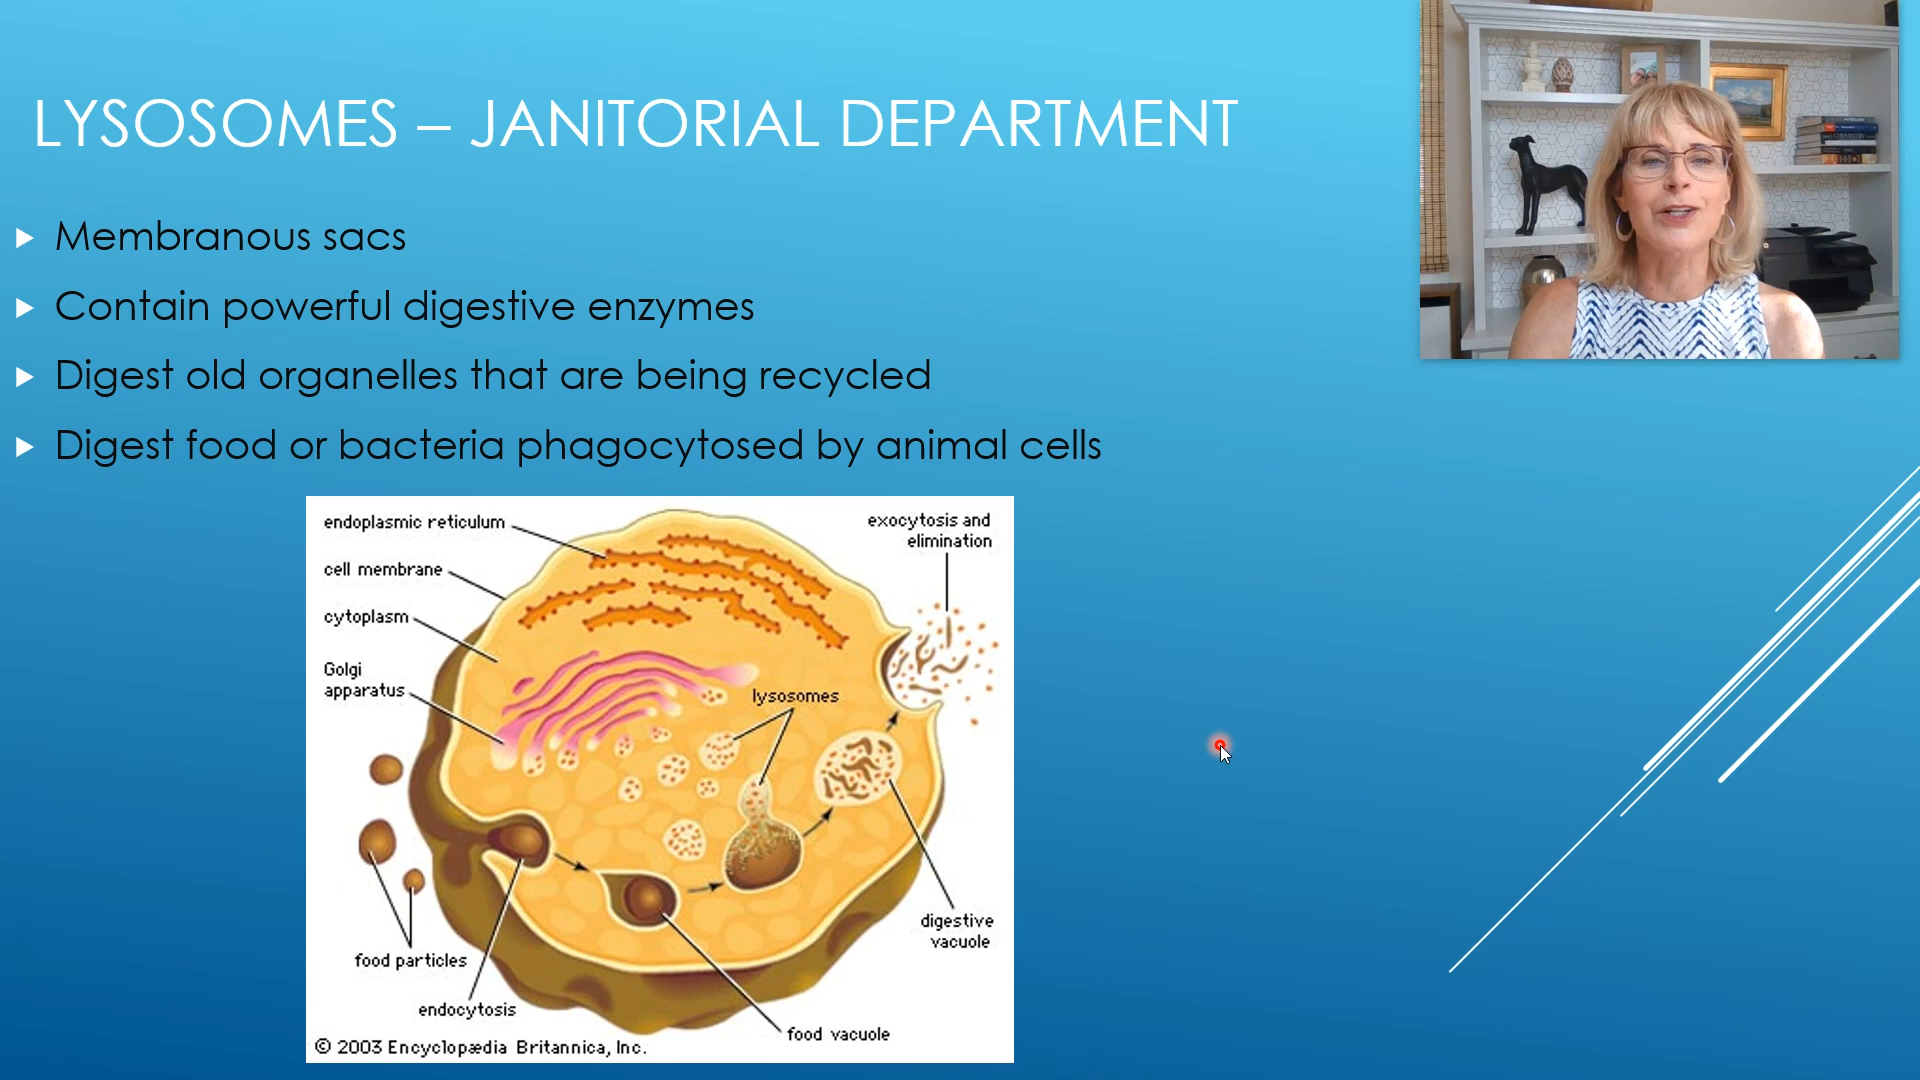 LYSOSOMES – JANITORIAL DEPARTMENT
Membranous sacs
Contain powerful digestive enzymes
Digest old organelles that are being recycled
Digest food or bacteria phagocytosed by animal cells
endoplasmic reticulum
exocytosis and
elimination
cell membrane
cytoplasm
Golgi
apparatus
lysosomes
digestive
vacuole
food particles
endocytosis
food vacuole
© 2003 Encyclopædia Britannica, Inc.